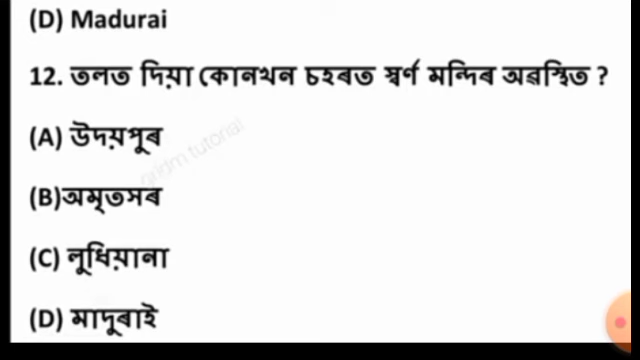 (D) Madurai
12. তলত দিয়া কোনখন চহৰত স্বৰ্ণ মন্দিৰ অৱস্থিত ?
(A) উদয়পুৰ
(B)অমৃতসৰ
(C) লুধিয়ানা
(D) মাদুৰাই